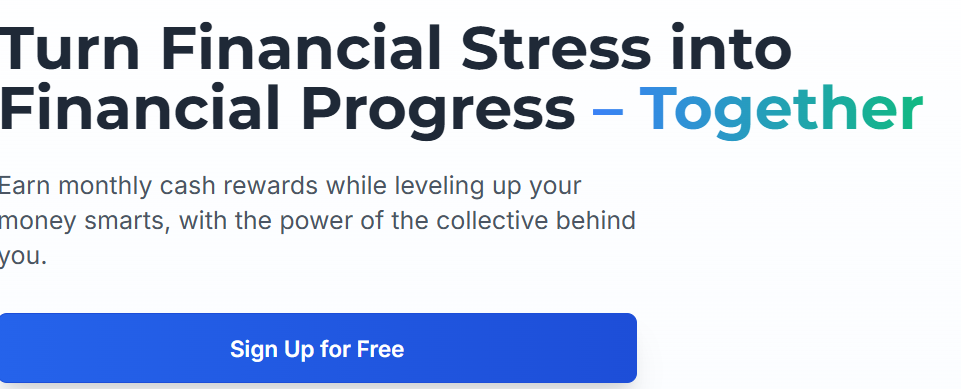 Turn Financial Stress into
Financial Progress – Together
Earn monthly cash rewards while leveling up your
money smarts, with the power of the collective behind
you.
Sign Up for Free